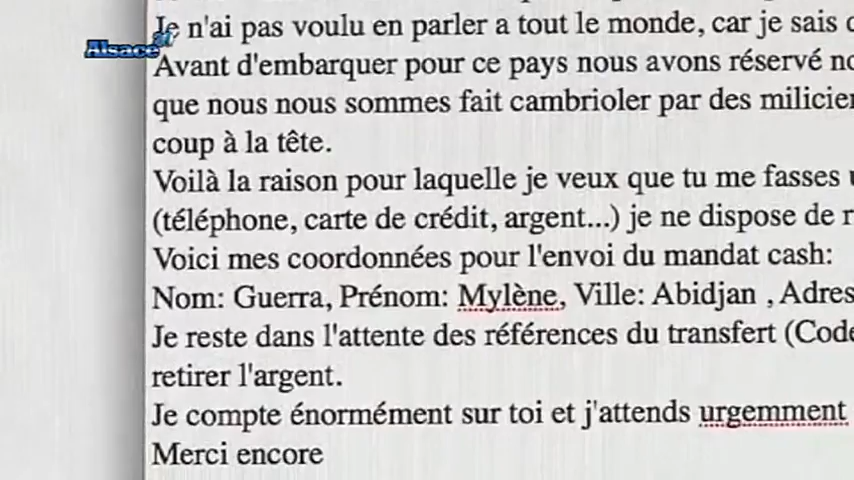 Je n'ai pas voulu en parler a tout le monde, car je sais
Alsace
Avant d'embarquer pour ce pays nous avons réservé
que nous nous sommes fait cambrioler par des
coup à la tête.
Voilà la raison pour laquelle je veux que tu me fasses
(téléphone, carte de crédit, argent...) je ne dispose de
Voici mes coordonnées pour l'envoi du mandat cash:
Nom: Guerra, Prénom: Mylène, Ville: Abidjan ,
Je reste dans l'attente des références du transfert
retirer l'argent.
Je compte énormément sur toi et j'attends urgemment
Merci encore